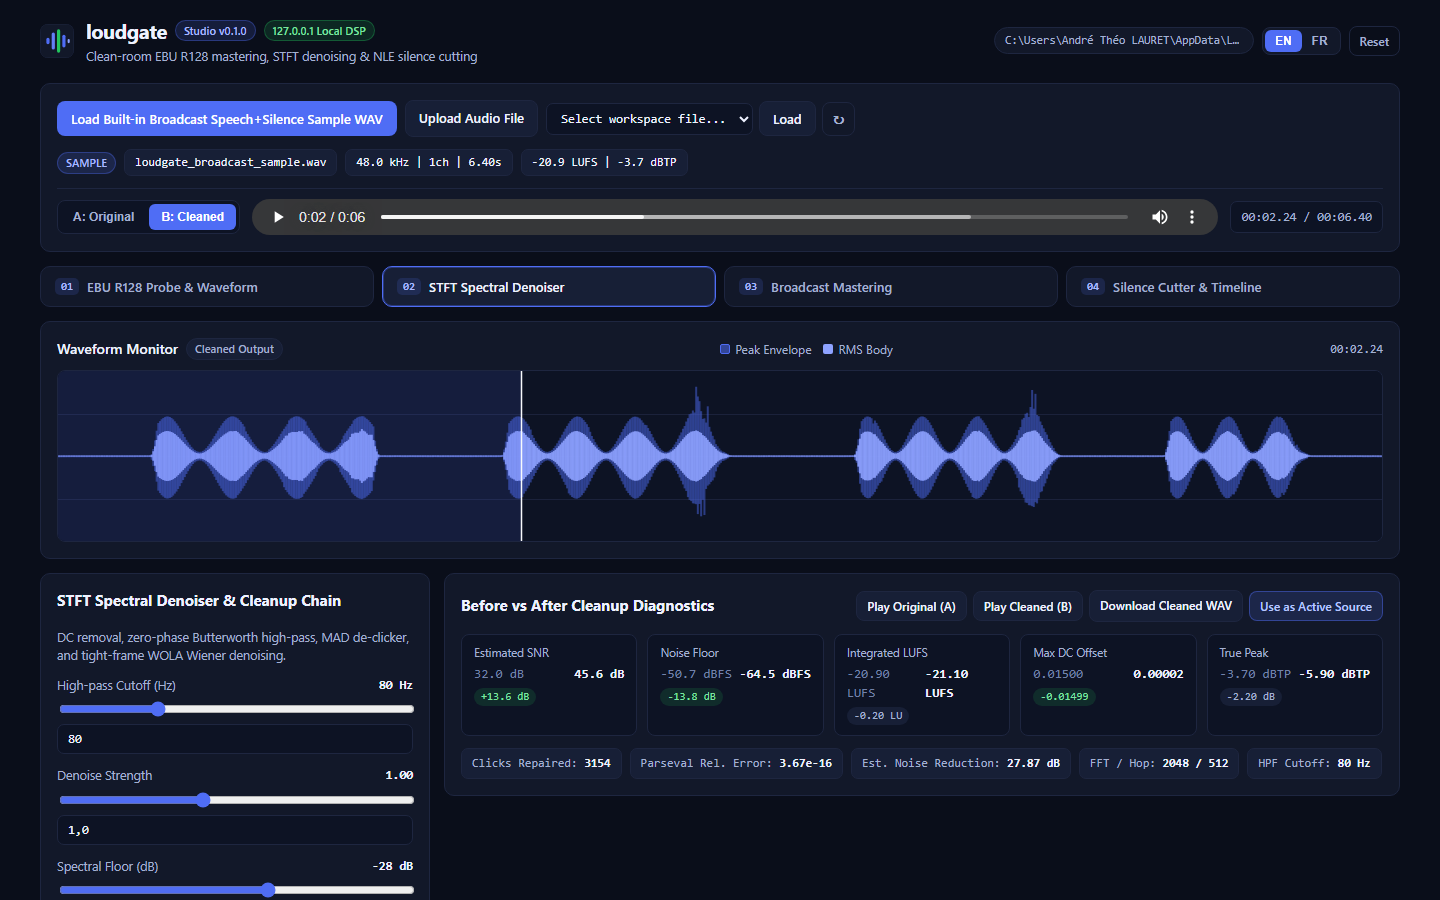 loudgate Studio v0.1.0 127.0.0.1 Local DSP
Clean-room EBU R128 mastering, STFT denoising & NLE silence cutting
C:\Users\André Théo LAURET\AppData\L… EN FR Reset
Load Built-in Broadcast Speech+Silence Sample WAV Upload Audio File Select workspace file... Load ↻
SAMPLE loudgate_broadcast_sample.wav 48.0 kHz | 1ch | 6.40s -20.9 LUFS | -3.7 dBTP
A: Original B: Cleaned 0:02 / 0:06 00:02.24 / 00:06.40
01 EBU R128 Probe & Waveform 02 STFT Spectral Denoiser 03 Broadcast Mastering 04 Silence Cutter & Timeline
Waveform Monitor Cleaned Output Peak Envelope RMS Body 00:02.24
STFT Spectral Denoiser & Cleanup Chain
DC removal, zero-phase Butterworth high-pass, MAD de-clicker,
and tight-frame WOLA Wiener denoising.
High-pass Cutoff (Hz) 80 Hz
80
Denoise Strength 1.00
1,0
Spectral Floor (dB) -28 dB
Before vs After Cleanup Diagnostics Play Original (A) Play Cleaned (B) Download Cleaned WAV Use as Active Source
Estimated SNR
32.0 dB 45.6 dB
+13.6 dB
Noise Floor
-50.7 dBFS -64.5 dBFS
-13.8 dB
Integrated LUFS
-20.90 LUFS -21.10 LUFS
-0.20 LU
Max DC Offset
0.01500 0.00002
-0.01499
True Peak
-3.70 dBTP -5.90 dBTP
-2.20 dB
Clicks Repaired: 3154 Parseval Rel. Error: 3.67e-16 Est. Noise Reduction: 27.87 dB FFT / Hop: 2048 / 512 HPF Cutoff: 80 Hz